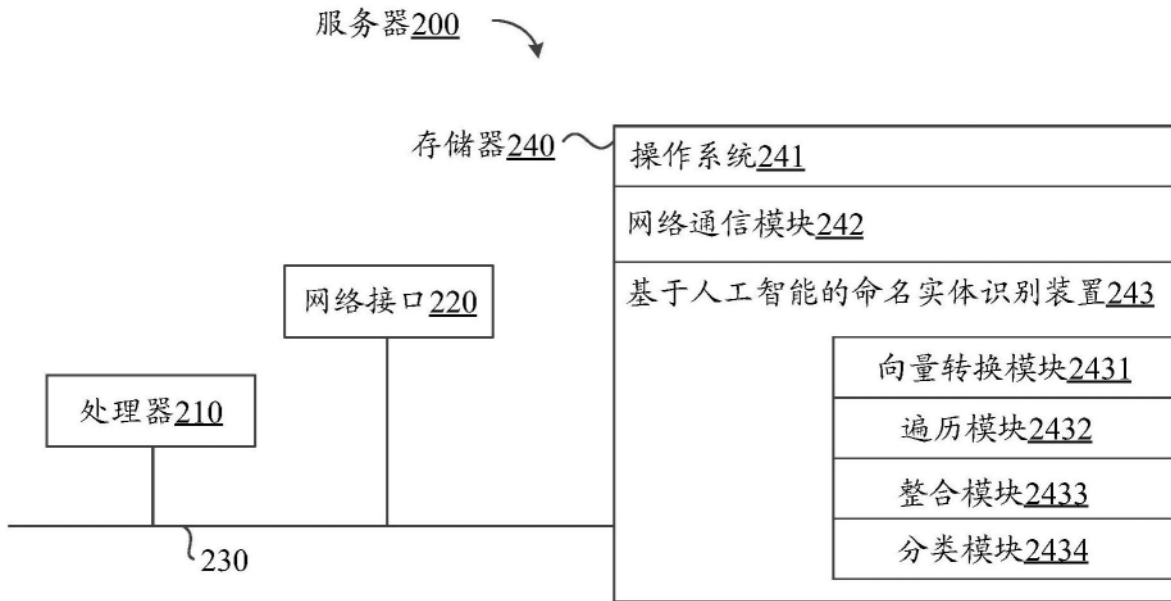 服务器200
存储器240
操作系统241
网络通信模块242
基于人工智能的命名实体识别装置243
网络接口220
向量转换模块2431
处理器210
遍历模块2432
整合模块2433
分类模块2434
230